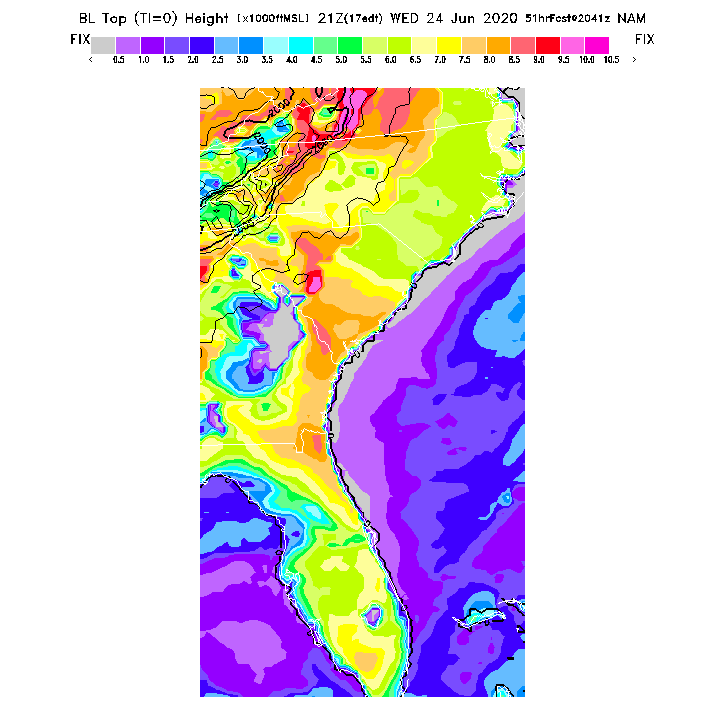 BL Top (TI=0) Height [x1000ftMSL] 21Z(17edt) WED 24 Jun 2020 51hrFcst@2041z NAM
FIX FIX
< 0.5 1.0 1.5 2.0 2.5 3.0 3.5 4.0 4.5 5.0 5.5 6.0 6.5 7.0 7.5 8.0 8.5 9.0 9.5 10.0 10.5 >
2000
2000